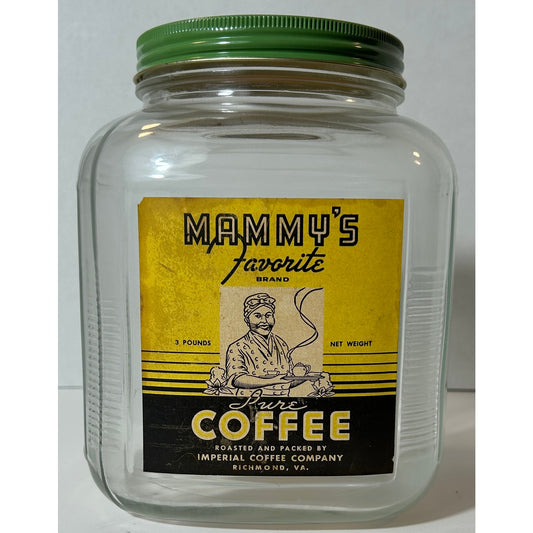 MAMMY'S
Favorite
BRAND
3 POUNDS NET WEIGHT
Pure
COFFEE
ROASTED AND PACKED BY
IMPERIAL COFFEE COMPANY
RICHMOND, VA.